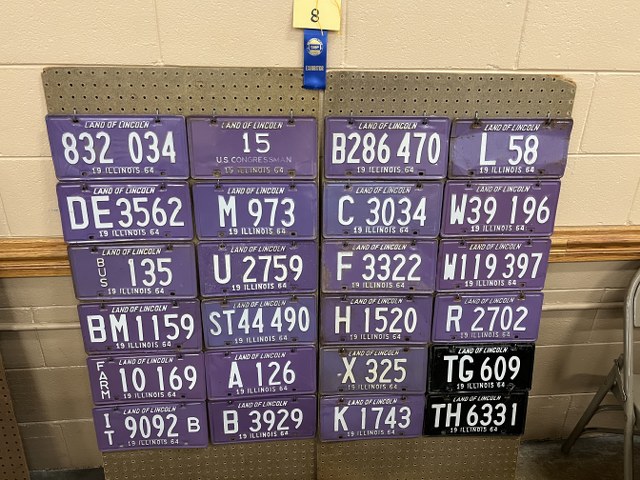 8
LAND OF LINCOLN
832 034
19 ILLINOIS 64
LAND OF LINCOLN
15
U.S. CONGRESSMAN
19 ILLINOIS 64
LAND OF LINCOLN
B286 470
19 ILLINOIS 64
LAND OF LINCOLN
L 58
19 ILLINOIS 64
LAND OF LINCOLN
DE 3562
19 ILLINOIS 64
LAND OF LINCOLN
M 973
19 ILLINOIS 64
LAND OF LINCOLN
C 3034
19 ILLINOIS 64
LAND OF LINCOLN
W39 196
19 ILLINOIS 64
LAND OF LINCOLN
BUS 135
19 ILLINOIS 64
LAND OF LINCOLN
U 2759
19 ILLINOIS 64
LAND OF LINCOLN
F 3322
19 ILLINOIS 64
LAND OF LINCOLN
W119 397
19 ILLINOIS 64
LAND OF LINCOLN
BM 1159
19 ILLINOIS 64
LAND OF LINCOLN
ST44 490
19 ILLINOIS 64
LAND OF LINCOLN
H 1520
19 ILLINOIS 64
LAND OF LINCOLN
R 2702
19 ILLINOIS 64
LAND OF LINCOLN
FARM 10 169
19 ILLINOIS 64
LAND OF LINCOLN
A 126
19 ILLINOIS 64
LAND OF LINCOLN
X 325
19 ILLINOIS 64
LAND OF LINCOLN
TG 609
19 ILLINOIS 64
LAND OF LINCOLN
IT 9092 B
19 ILLINOIS 64
LAND OF LINCOLN
B 3929
19 ILLINOIS 64
LAND OF LINCOLN
K 1743
19 ILLINOIS 64
LAND OF LINCOLN
TH 6331
19 ILLINOIS 64